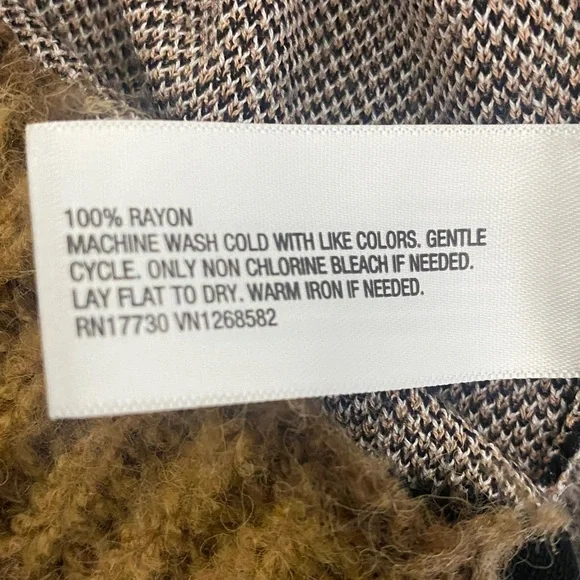 100% RAYON
MACHINE WASH COLD WITH LIKE COLORS. GENTLE
CYCLE. ONLY NON CHLORINE BLEACH IF NEEDED.
LAY FLAT TO DRY. WARM IRON IF NEEDED.
RN17730 VN1268582